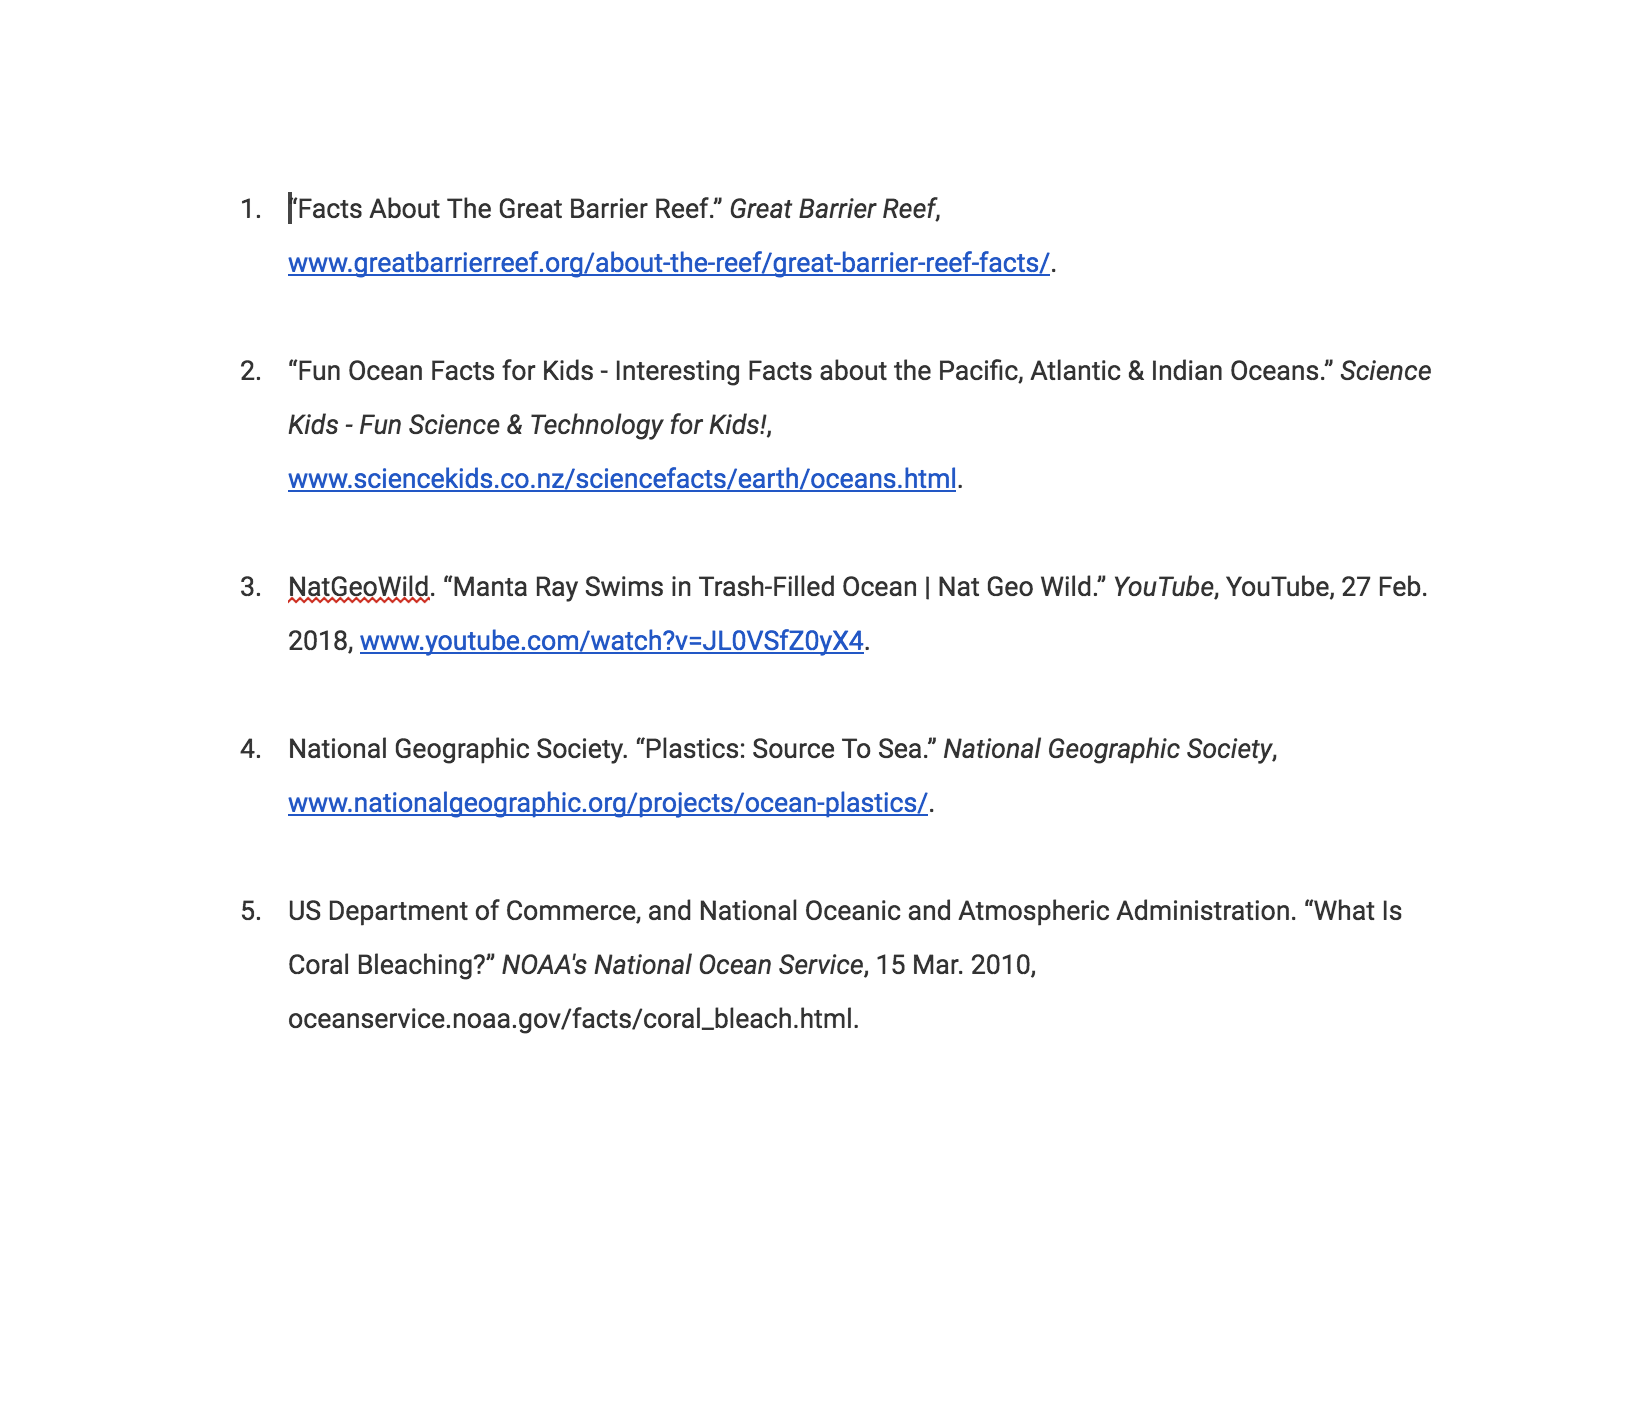 1. “Facts About The Great Barrier Reef.” Great Barrier Reef,
www.greatbarrierreef.org/about-the-reef/great-barrier-reef-facts/.
2. “Fun Ocean Facts for Kids - Interesting Facts about the Pacific, Atlantic & Indian Oceans.” Science
Kids - Fun Science & Technology for Kids!,
www.sciencekids.co.nz/sciencefacts/earth/oceans.html.
3. NatGeoWild. “Manta Ray Swims in Trash-Filled Ocean | Nat Geo Wild.” YouTube, YouTube, 27 Feb.
2018, www.youtube.com/watch?v=JL0VSfZ0yX4.
4. National Geographic Society. “Plastics: Source To Sea.” National Geographic Society,
www.nationalgeographic.org/projects/ocean-plastics/.
5. US Department of Commerce, and National Oceanic and Atmospheric Administration. “What Is
Coral Bleaching?” NOAA's National Ocean Service, 15 Mar. 2010,
oceanservice.noaa.gov/facts/coral_bleach.html.